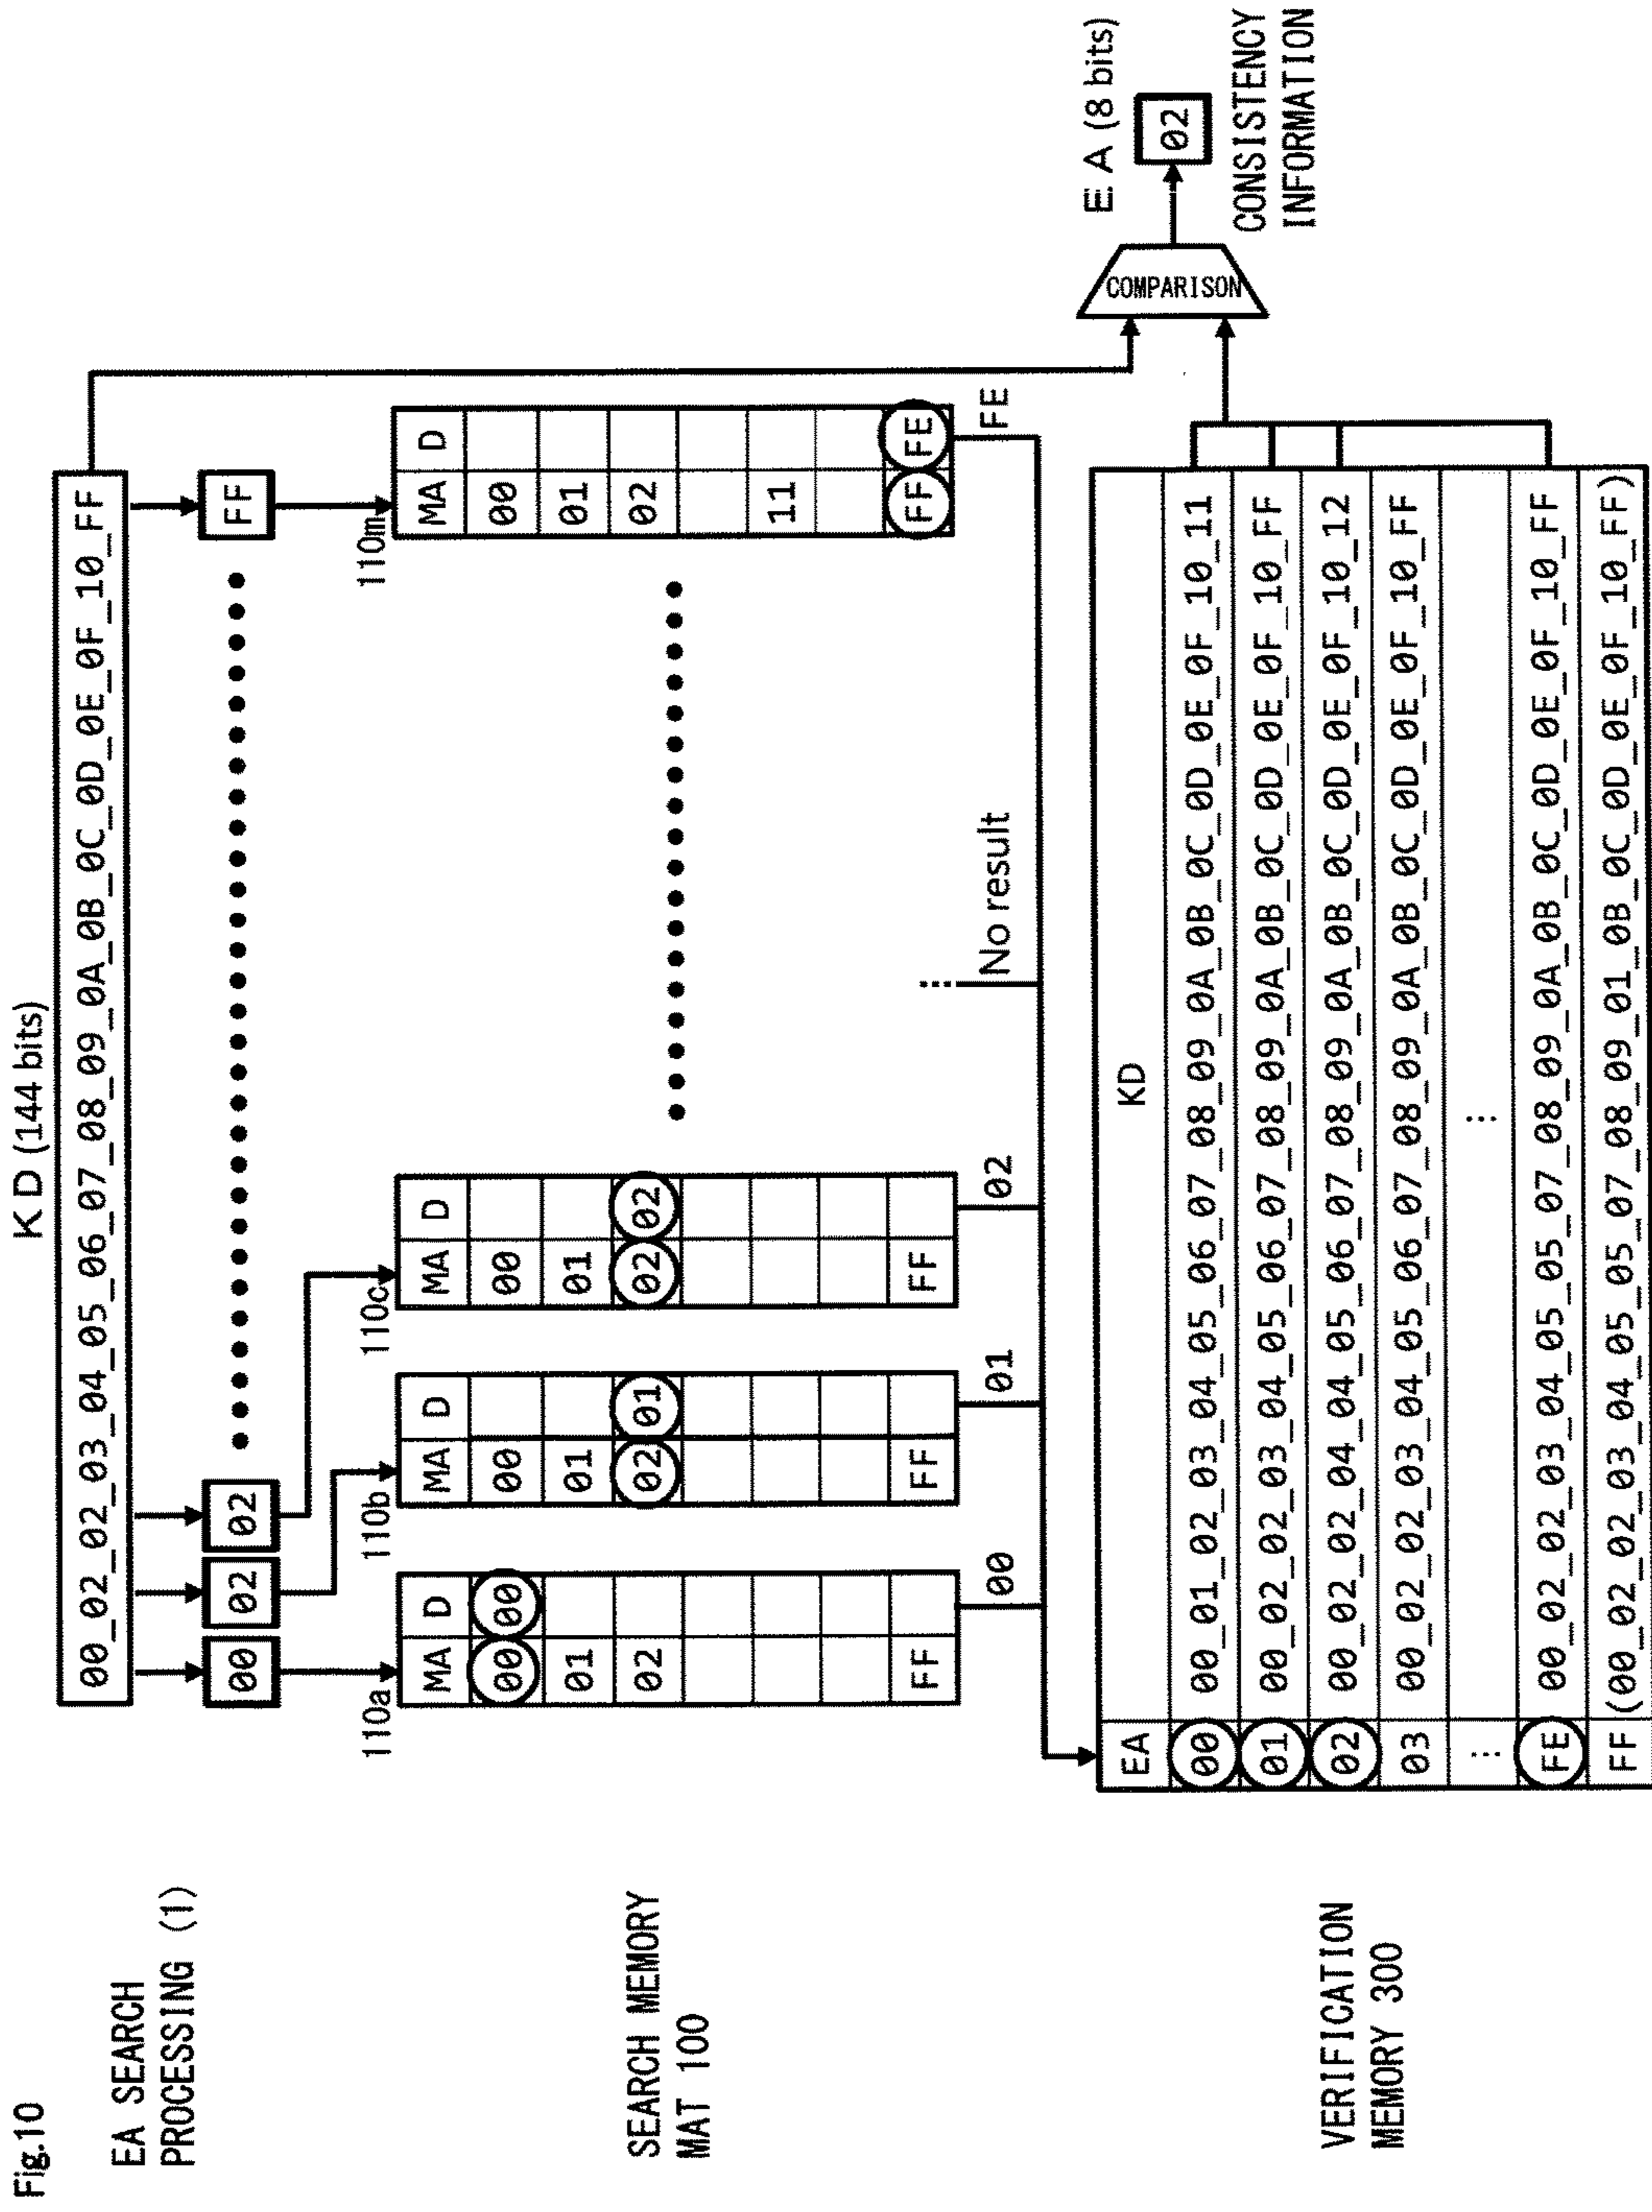 Fig.10
EA SEARCH
PROCESSING (1)
K D (144 bits)
00_02_02_03_04_05_06_07_08_09_0A_0B_0C_0D_0E_0F_10_FF
00 02 02 FF
SEARCH MEMORY
MAT 100
110a 110b 110c 110m
MA D MA D MA D MA D
00 00 00 00 00
01 01 01 01
02 02 01 02 02 02
11
FF FF FF FF FE
00 01 02 No result FE
VERIFICATION
MEMORY 300
EA KD
00 00_01_02_03_04_05_06_07_08_09_0A_0B_0C_0D_0E_0F_10_11
01 00_02_02_03_04_05_06_07_08_09_0A_0B_0C_0D_0E_0F_10_FF
02 00_02_02_04_04_05_06_07_08_09_0A_0B_0C_0D_0E_0F_10_12
03 00_02_02_03_04_05_06_07_08_09_0A_0B_0C_0D_0E_0F_10_FF
... ...
FE 00_02_02_03_04_05_05_07_08_09_0A_0B_0C_0D_0E_0F_10_FF
FF (00_02_02_03_04_05_05_07_08_09_01_0B_0C_0D_0E_0F_10_FF)
COMPARISON
E A (8 bits)
02
CONSISTENCY
INFORMATION